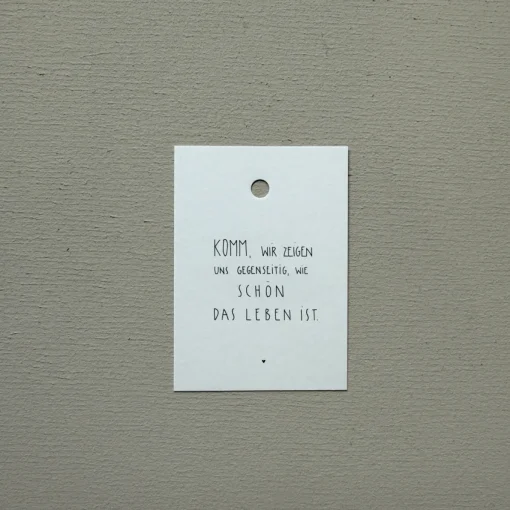 KOMM, WIR ZEIGEN
UNS GEGENSEITIG, WIE
SCHÖN
DAS LEBEN IST.